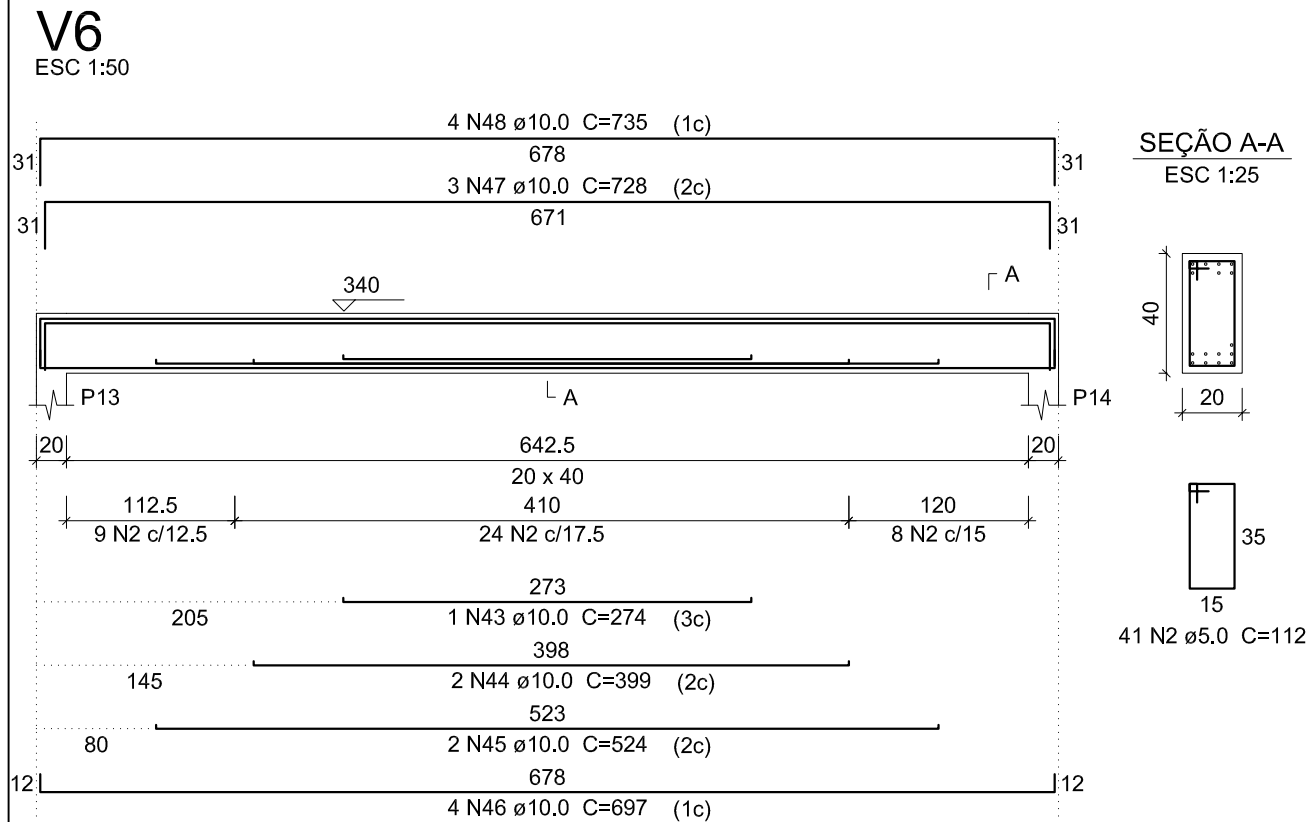 V6
ESC 1:50
4 N48 ø10.0 C=735 (1c)
31
678
31
3 N47 ø10.0 C=728 (2c)
31
671
31
SEÇÃO A-A
ESC 1:25
A
340
40
20
A
P13
P14
20
642.5
20
20 x 40
112.5
410
120
9 N2 c/12.5
24 N2 c/17.5
8 N2 c/15
35
15
41 N2 ø5.0 C=112
273
205
1 N43 ø10.0 C=274 (3c)
398
145
2 N44 ø10.0 C=399 (2c)
523
80
2 N45 ø10.0 C=524 (2c)
12
678
12
4 N46 ø10.0 C=697 (1c)